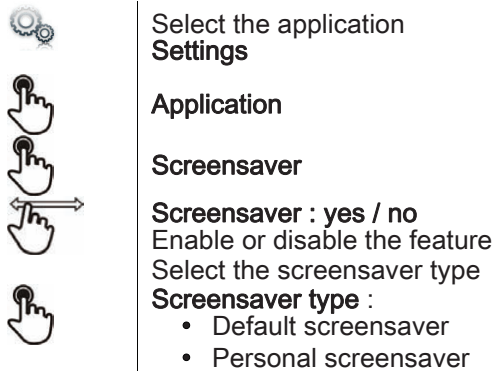 Select the application
Settings
Application
Screensaver
Screensaver : yes / no
Enable or disable the feature
Select the screensaver type
Screensaver type :
• Default screensaver
• Personal screensaver